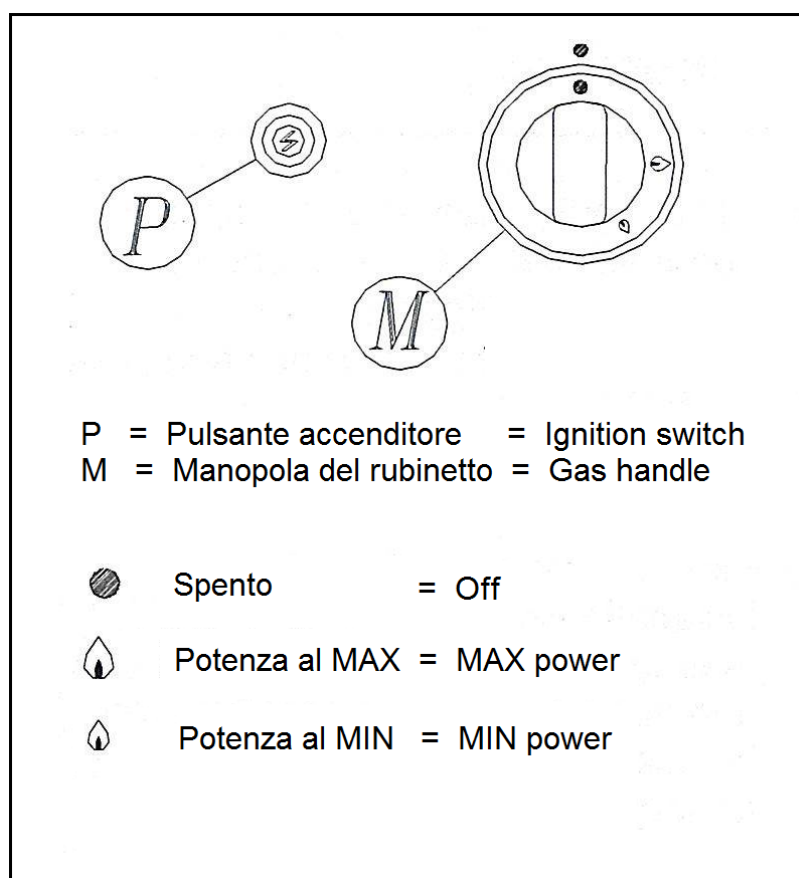 P
M
P = Pulsante accenditore = Ignition switch
M = Manopola del rubinetto = Gas handle
Spento = Off
Potenza al MAX = MAX power
Potenza al MIN = MIN power